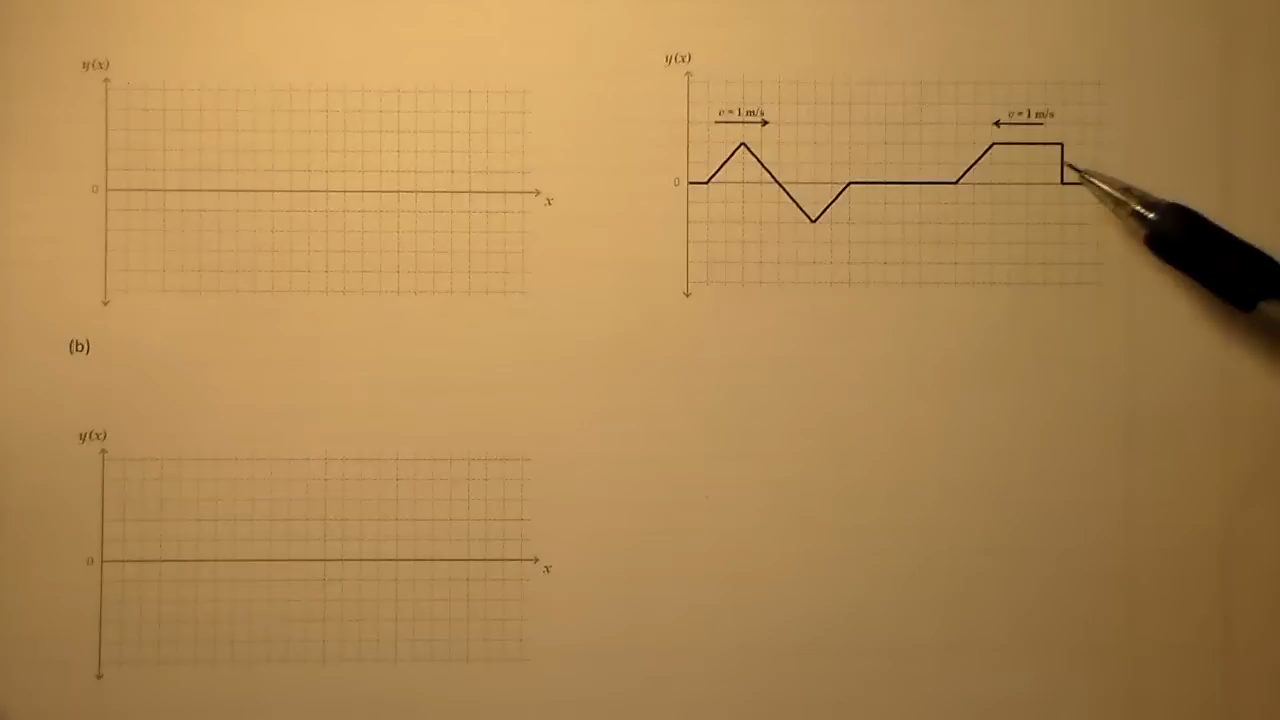 y(x)
0
x
y(x)
v = 1 m/s
v = 1 m/s
0
(b)
y(x)
0
x